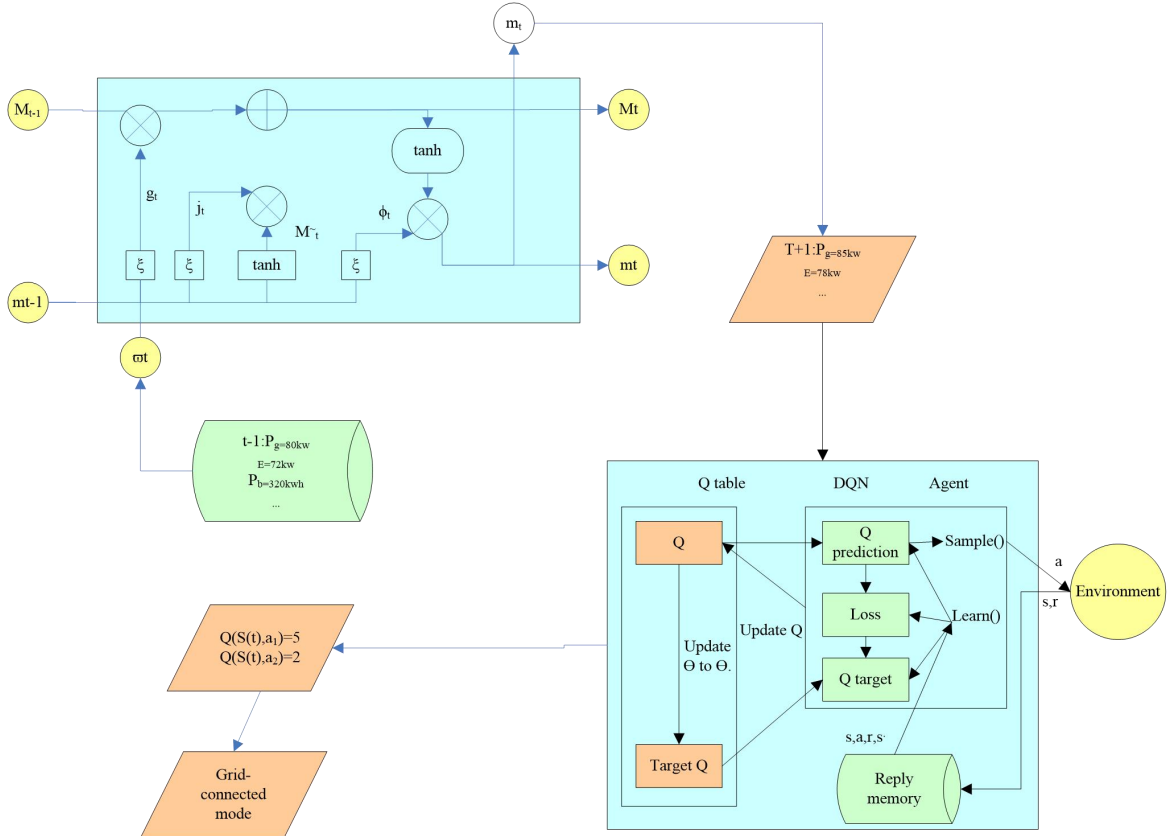 mₜ
Mₜ₋₁
Mt
tanh
gₜ
jₜ
M~ₜ
ϕₜ
ξ
ξ
tanh
ξ
mt-1
mt
ϖt
T+1:P₉=85kw
E=78kw
...
t-1:Pg=80kw
E=72kw
Pb=320kwh
...
Q table
DQN
Agent
Q
Q
prediction
Sample()
a
Environment
s,r
Loss
Learn()
Update Q
Update
ϴ to ϴ.
Q target
Target Q
s,a,r,s·
Reply
memory
Q(S(t),a₁)=5
Q(S(t),a₂)=2
Grid-
connected
mode